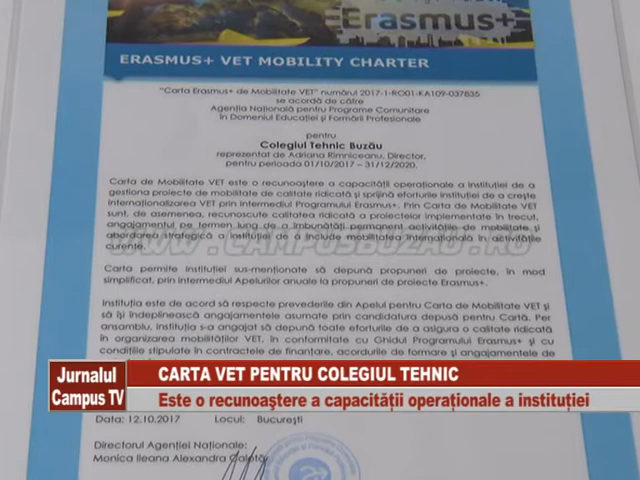 Erasmus+
ERASMUS+ VET MOBILITY CHARTER
"Carta Erasmus+ de Mobilitate VET" numărul 2017-1-RO01-KA109-037835
se acordă de către
Agenția Națională pentru Programe Comunitare
în Domeniul Educației și Formării Profesionale
pentru
Colegiul Tehnic Buzău
reprezentat de Adriana Rîmniceanu, Director,
pentru perioada 01/10/2017 – 31/12/2020.
Carta de Mobilitate VET este o recunoaștere a capacității operaționale a instituției de a
gestiona proiecte de mobilitate de calitate ridicată și sprijină eforturile instituției de a crește
internaționalizarea VET prin intermediul Programului Erasmus+. Prin Carta de Mobilitate VET
sunt, de asemenea, recunoscute calitatea ridicată a proiectelor implementate în trecut,
angajamentul pe termen lung de a îmbunătăți permanent activitățile de mobilitate și
abordarea strategică a instituției de a include mobilitatea internațională în activitățile
curente.
WWW.CAMPUSBUZAU.RO
Carta permite instituției sus-menționate să depună propuneri de proiecte, în mod
simplificat, prin intermediul Apelurilor anuale la propuneri de proiecte Erasmus+.
Instituția este de acord să respecte prevederile din Apelul pentru Carta de Mobilitate VET și
să își îndeplinească angajamentele asumate prin candidatura depusă pentru Cartă. Per
ansamblu, instituția s-a angajat să depună toate eforturile de a asigura o calitate ridicată
în organizarea mobilităților VET, în conformitate cu Ghidul Programului Erasmus+ și cu
condițiile stipulate în contractele de finanțare, acordurile de formare și angajamentele de
Jurnalul
Campus TV
CARTA VET PENTRU COLEGIUL TEHNIC
Este o recunoaştere a capacității operaționale a instituției
Data: 12.10.2017 Locul: București
Directorul Agenției Naționale:
Monica Ileana Alexandra Calotă